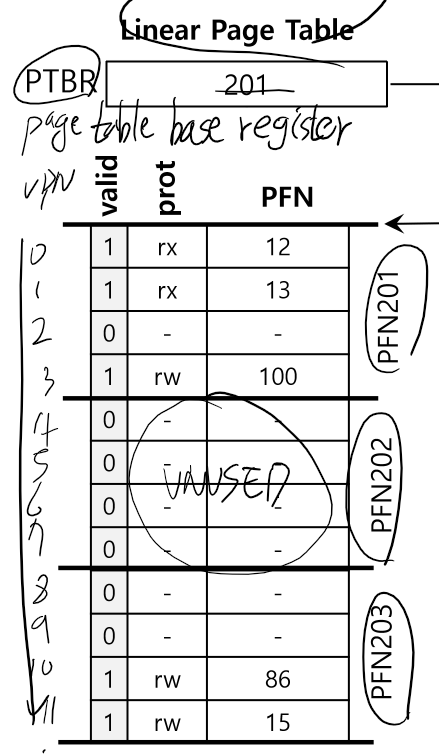 Linear Page Table
PTBR 201
page table base register
vpn valid prot PFN
0 1 rx 12
1 1 rx 13
2 0 - -
3 1 rw 100
PFN201
4 0 - -
5 0 - -
UNUSED
6 0 - -
7 0 - -
PFN202
8 0 - -
9 0 - -
10 1 rw 86
11 1 rw 15
PFN203